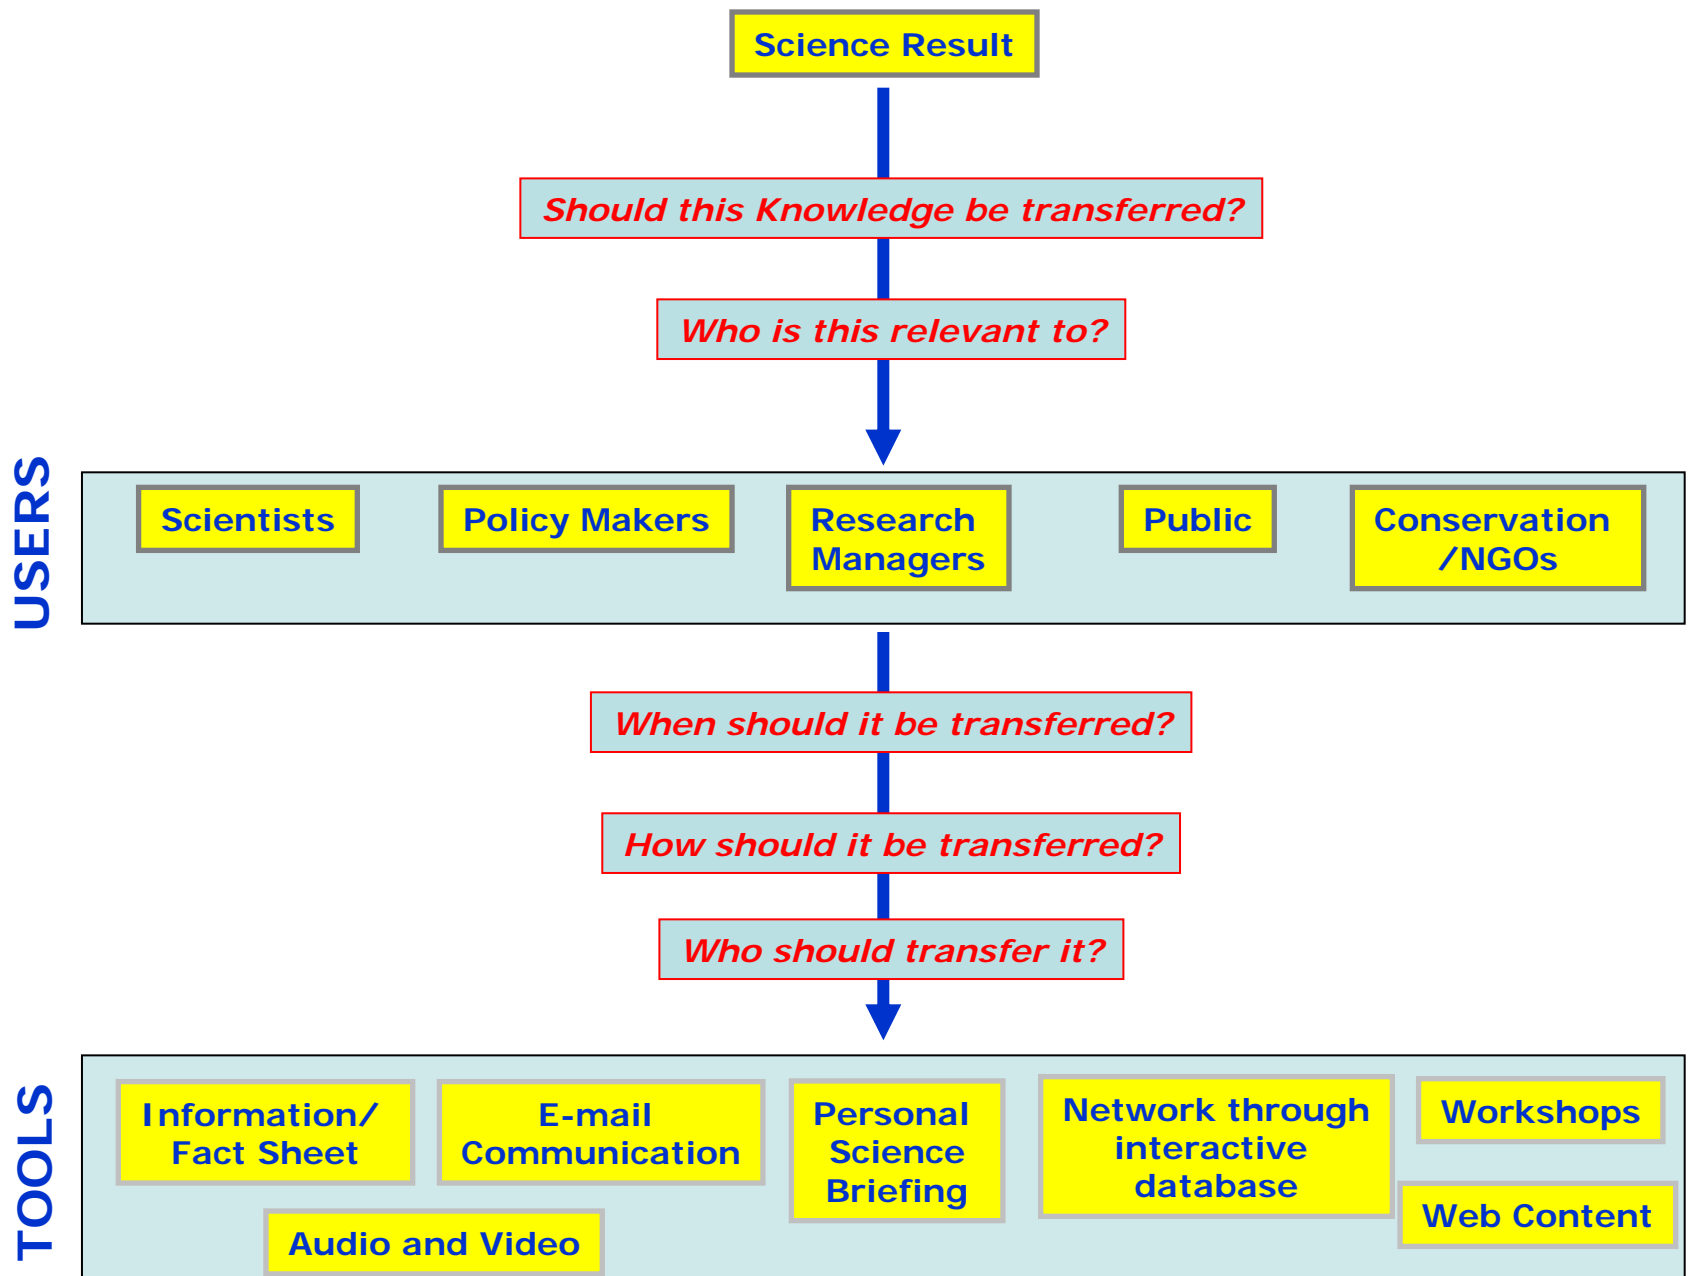 Science Result
Should this Knowledge be transferred?
Who is this relevant to?
USERS
Scientists
Policy Makers
Research
Managers
Public
Conservation
/NGOs
When should it be transferred?
How should it be transferred?
Who should transfer it?
TOOLS
Information/
Fact Sheet
E-mail
Communication
Personal
Science
Briefing
Network through
interactive
database
Workshops
Web Content
Audio and Video